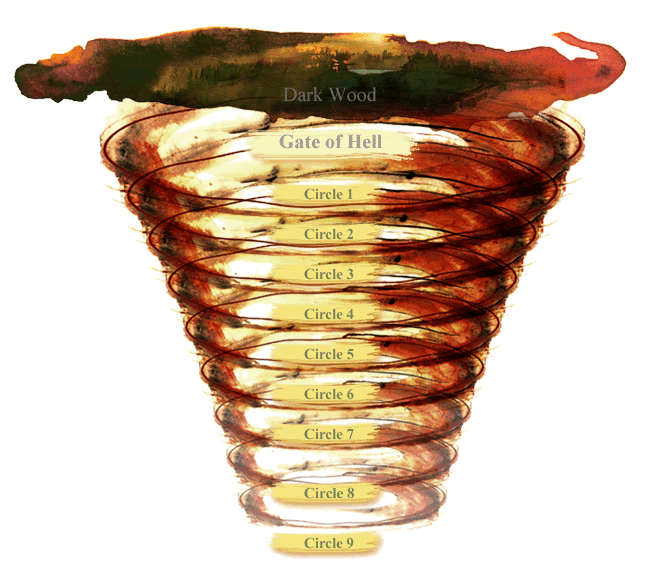 Dark Wood
Gate of Hell
Circle 1
Circle 2
Circle 3
Circle 4
Circle 5
Circle 6
Circle 7
Circle 8
Circle 9